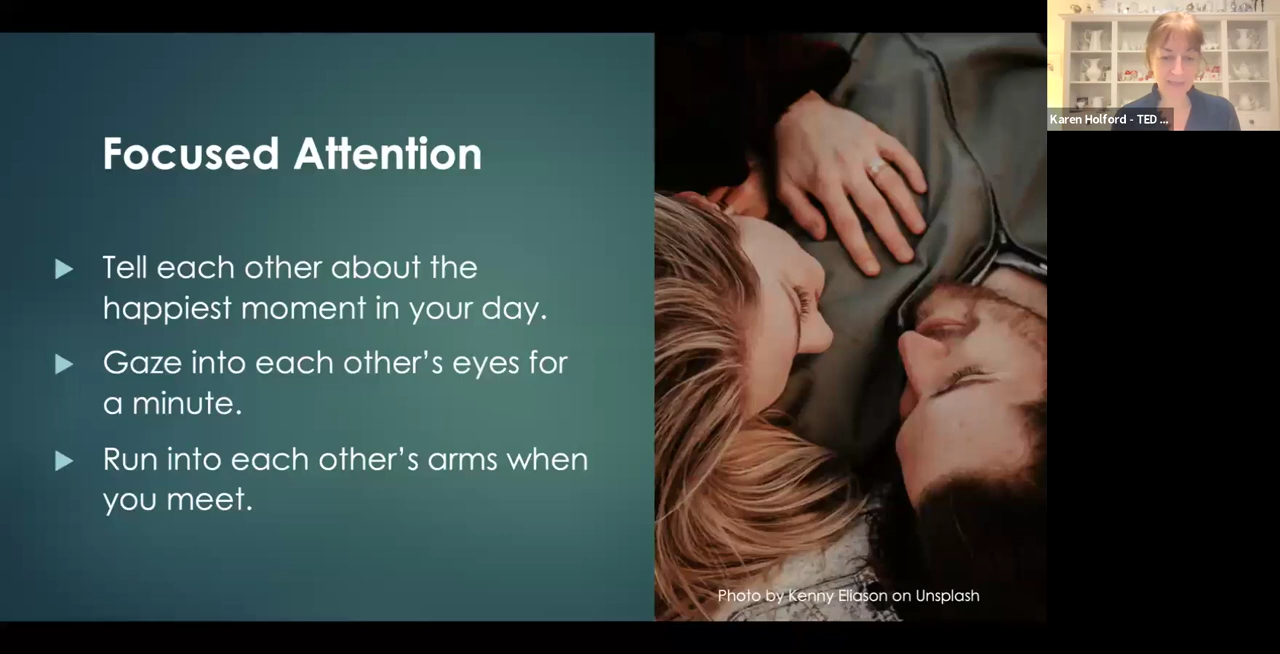 Focused Attention
Tell each other about the
happiest moment in your day.
Gaze into each other’s eyes for
a minute.
Run into each other’s arms when
you meet.
Photo by Kenny Eliason on Unsplash
Karen Holford - TED ...